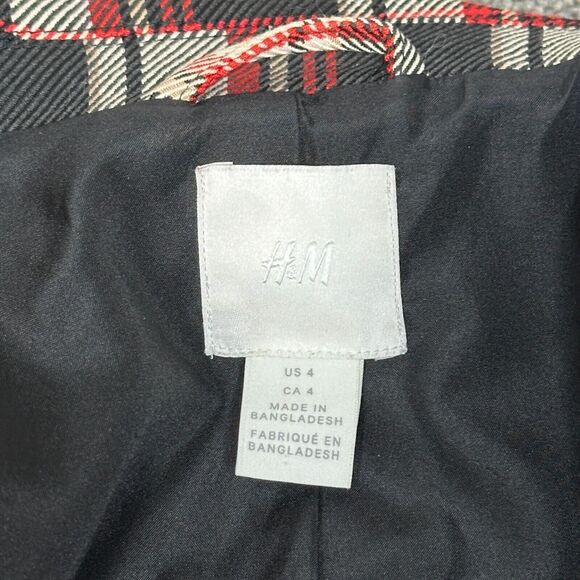 H&M
US 4
CA 4
MADE IN
BANGLADESH
FABRIQUÉ EN
BANGLADESH